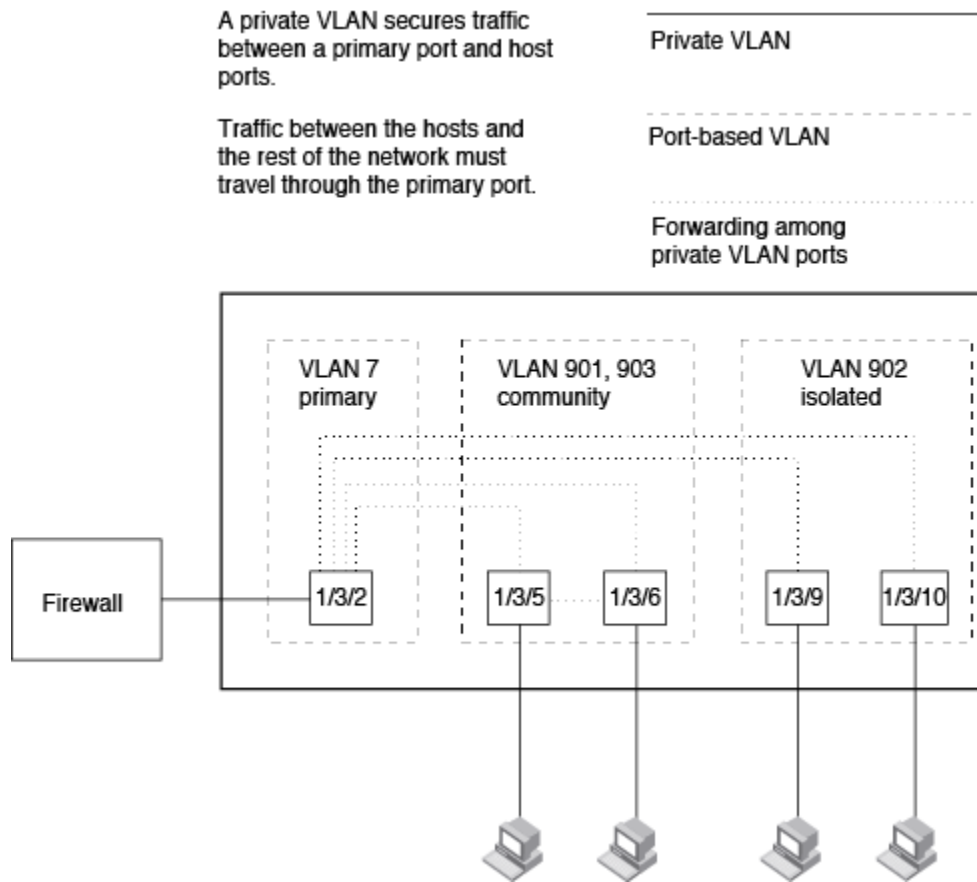 A private VLAN secures traffic
between a primary port and host
ports.
Traffic between the hosts and
the rest of the network must
travel through the primary port.
Private VLAN
Port-based VLAN
Forwarding among
private VLAN ports
VLAN 7
primary
VLAN 901, 903
community
VLAN 902
isolated
Firewall
1/3/2
1/3/5
1/3/6
1/3/9
1/3/10